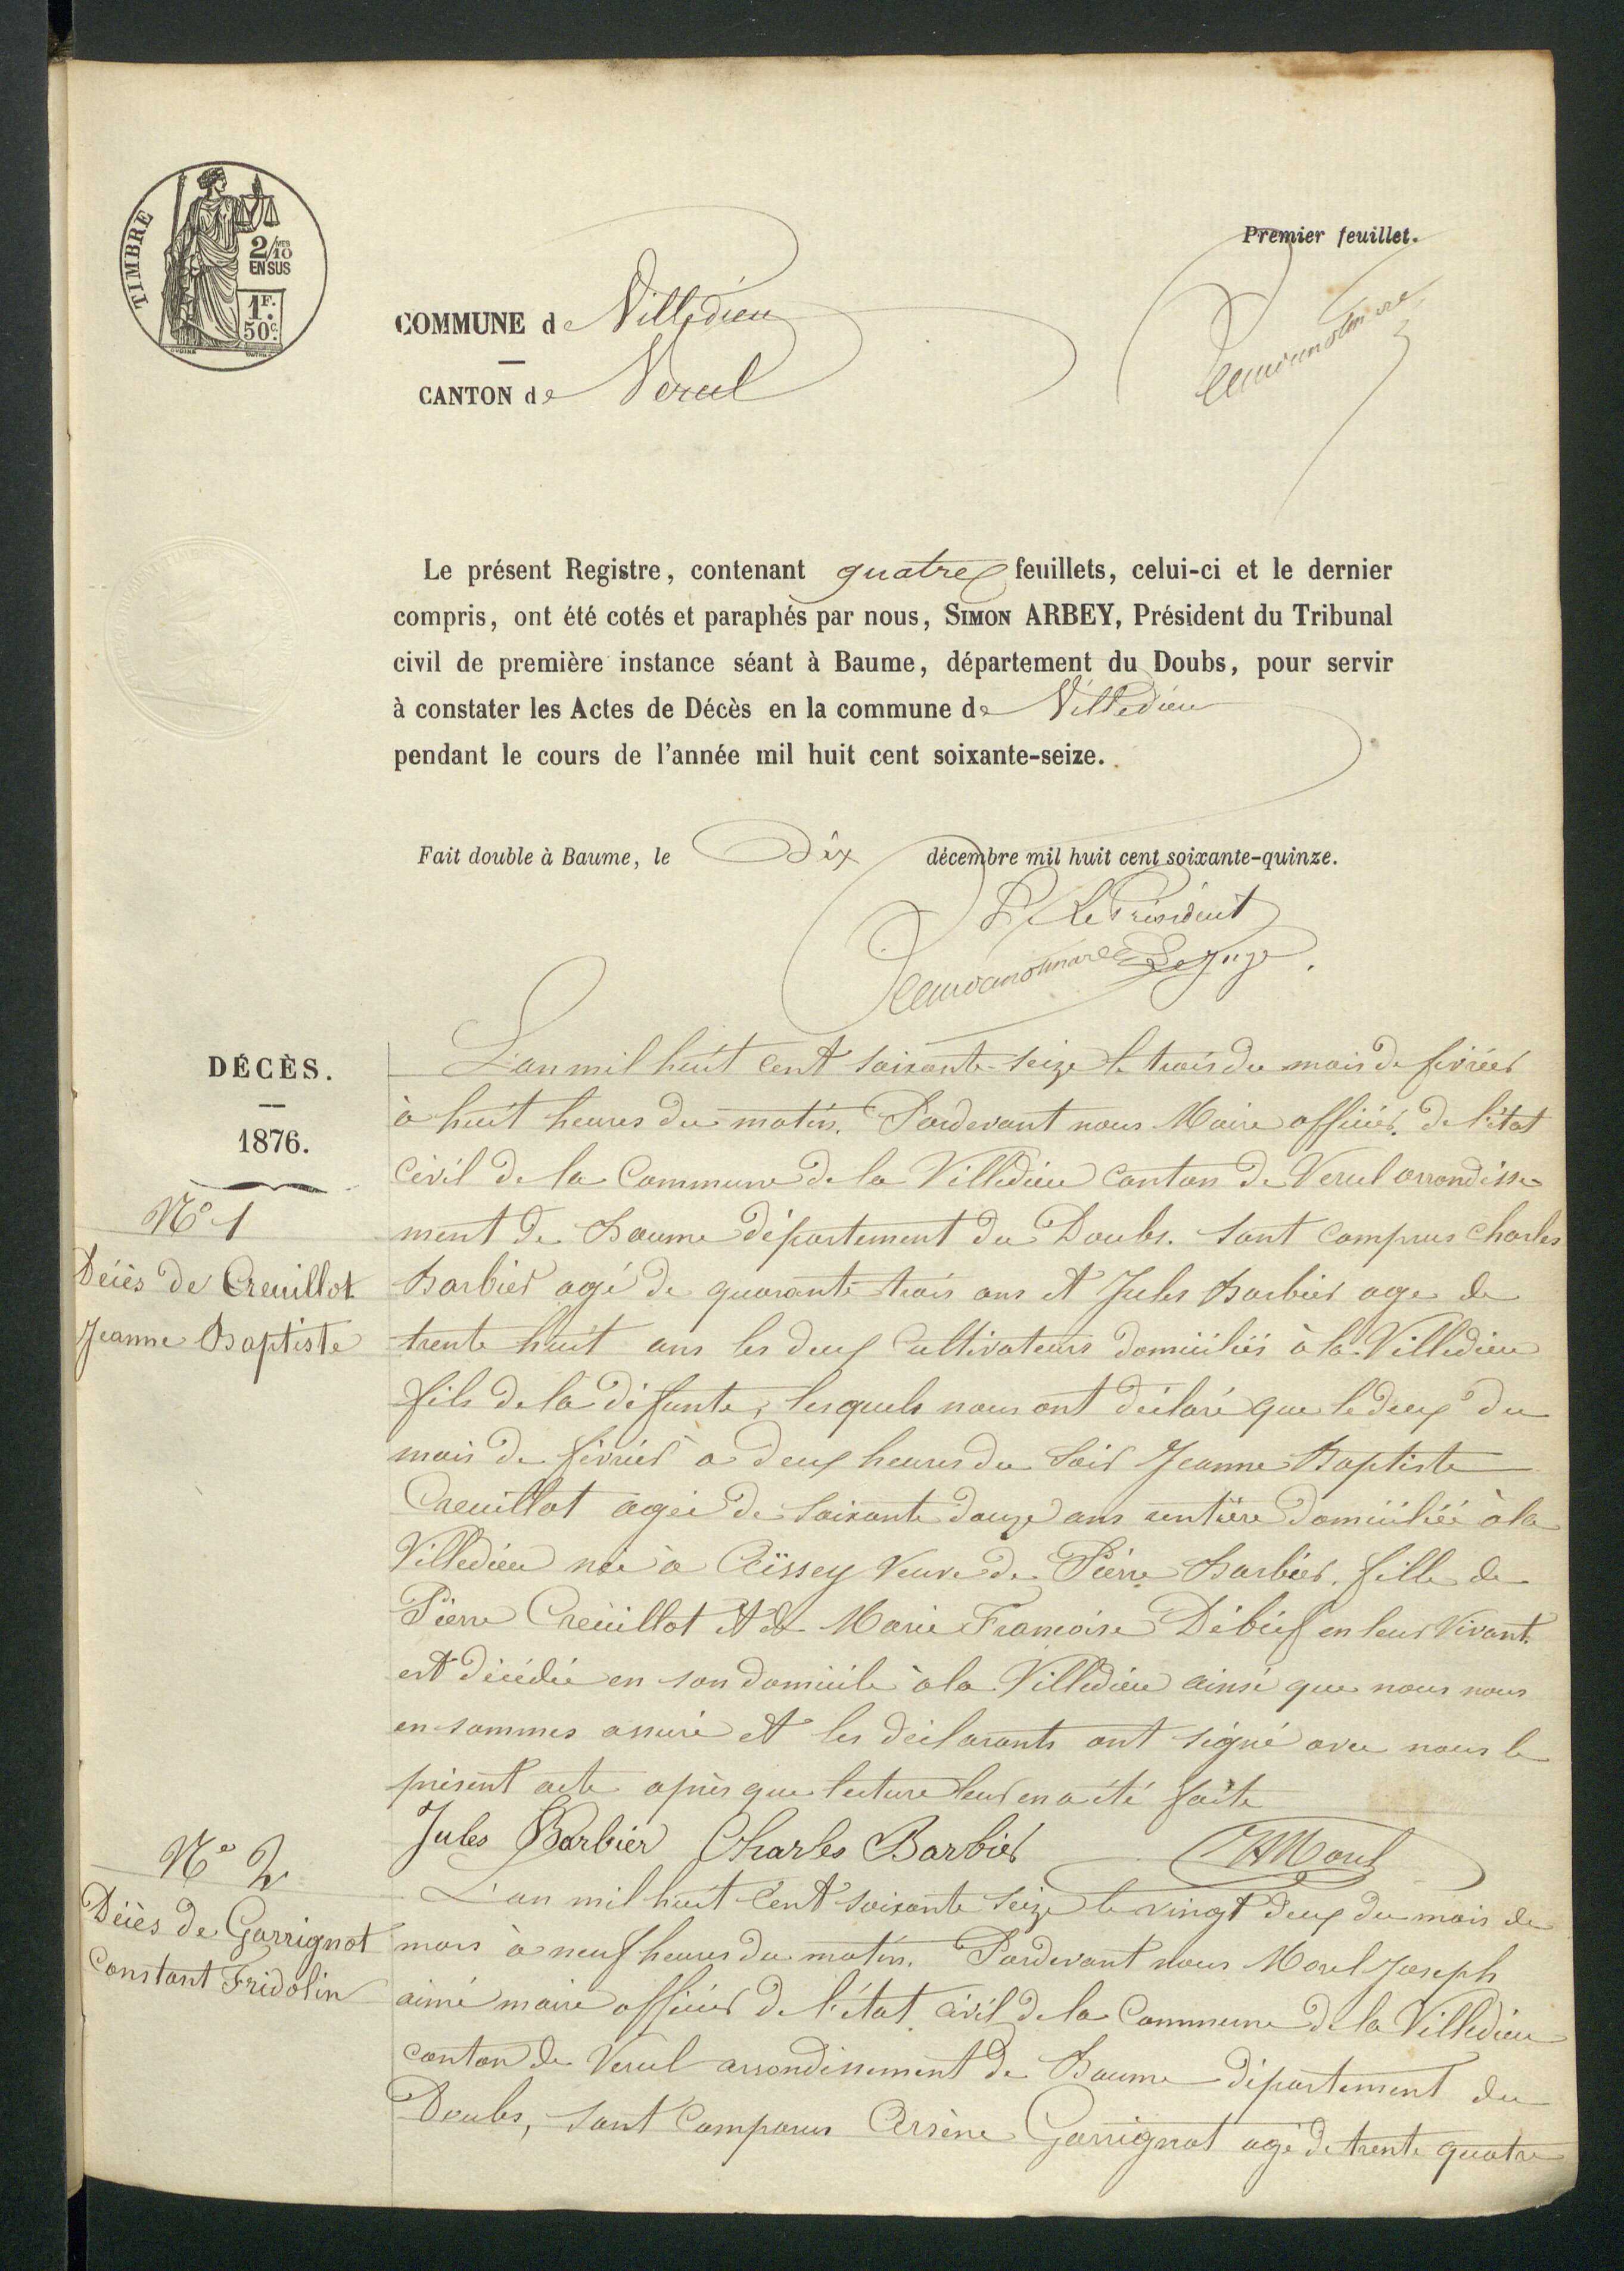 TIMBRE
2/10
EN SUS
1F.
50c.
Premier feuillet.
COMMUNE de Villedieu
CANTON de Vercel
Le présent Registre, contenant quatre feuillets, celui-ci et le dernier
compris, ont été cotés et paraphés par nous, SIMON ARBEY, Président du Tribunal
civil de première instance séant à Baume, département du Doubs, pour servir
à constater les Actes de Décès en la commune de Villedieu
pendant le cours de l'année mil huit cent soixante-seize.
Fait double à Baume, le Dix décembre mil huit cent soixante-quinze.
P. Le Président
Le Juge.
DÉCÈS.
1876.
N° 1
Décès de Creuillot
Jeanne Baptiste
L'an mil huit cent soixante-seize le trois du mois de février
à huit heures du matin. Pardevant nous Maire officier de l'état
Civil de la Commune de la Villedieu canton de Vercel arrondisse-
ment de Baume département du Doubs. sont comparus charles
Barbier agé de quarante-trois ans et Jules Barbier age de
trente huit ans les deux Cultivateurs domiciliés à la Villedieu
fils de la défunte, lesquels nous ont déclaré que le deux du
mois de février a deux heures du Soir Jeanne Baptiste
Creuillot agée de soixante douze ans rentière domiciliée à la
Villedieu née à Aïssey Veuve de Pierre Barbier. fille de
Pierre Creüillot et de Marie Francoise Débief en leur Vivant.
est décédée en son domicile à la Villedieu ainsi que nous nous
en sommes assuré et les déclarants ont signé avec nous le
présent acte après que lecture leur en a été faite
Jules Barbier Charles Barbier Morel
N° 2
Décès de Garrignot
Constant Fridolin
L'an mil huit Cent soixante seize le vingt deux du mois de
mars à neuf heures du matin. Pardevant nous Morel Joseph
aimé maire officier de l'état civil de la Commune de la Villedieu
canton de Vercel arrondissement de Baume département du
Doubs, sont Comparus Arsène Garrignot agé de trente quatre